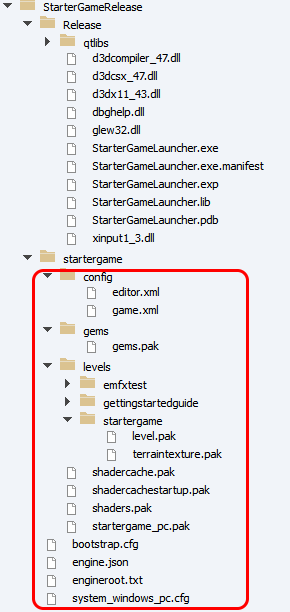 StarterGameRelease
Release
qtlibs
d3dcompiler_47.dll
d3dcsx_47.dll
d3dx11_43.dll
dbghelp.dll
glew32.dll
StarterGameLauncher.exe
StarterGameLauncher.exe.manifest
StarterGameLauncher.exp
StarterGameLauncher.lib
StarterGameLauncher.pdb
xinput1_3.dll
startergame
config
editor.xml
game.xml
gems
gems.pak
levels
emfxtest
gettingstartedguide
startergame
level.pak
terraintexture.pak
shadercache.pak
shadercachestartup.pak
shaders.pak
startergame_pc.pak
bootstrap.cfg
engine.json
engineroot.txt
system_windows_pc.cfg